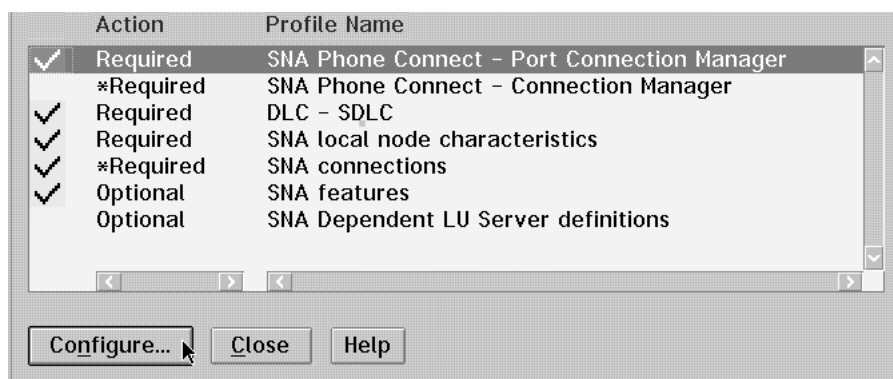 Action Profile Name
Required SNA Phone Connect - Port Connection Manager
*Required SNA Phone Connect - Connection Manager
Required DLC - SDLC
Required SNA local node characteristics
*Required SNA connections
Optional SNA features
Optional SNA Dependent LU Server definitions
Configure... Close Help